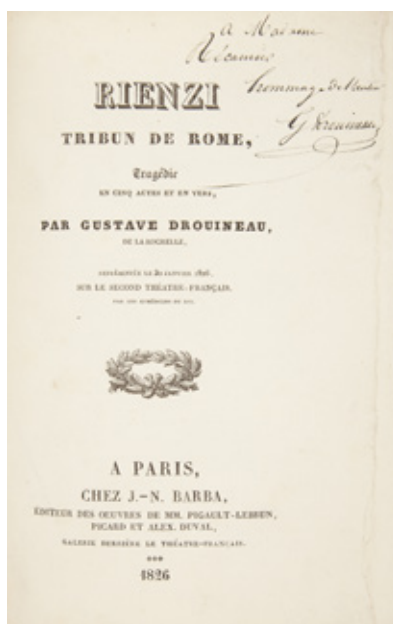 a Madame
Récamier
hommage de l'auteur
G Drouineau
RIENZI
TRIBUN DE ROME,
Tragédie
EN CINQ ACTES ET EN VERS,
PAR GUSTAVE DROUINEAU,
DE LA ROCHELLE,
REPRÉSENTÉE LE 30 JANVIER 1826,
SUR LE SECOND THÉATRE-FRANÇAIS.
A PARIS,
CHEZ J.-N. BARBA,
EDITEUR DES OEUVRES DE MM. PIGAULT-LEBRUN,
PICARD ET ALEX. DUVAL,
GALERIE DERRIÈRE LE THÉATRE-FRANÇAIS.
1826